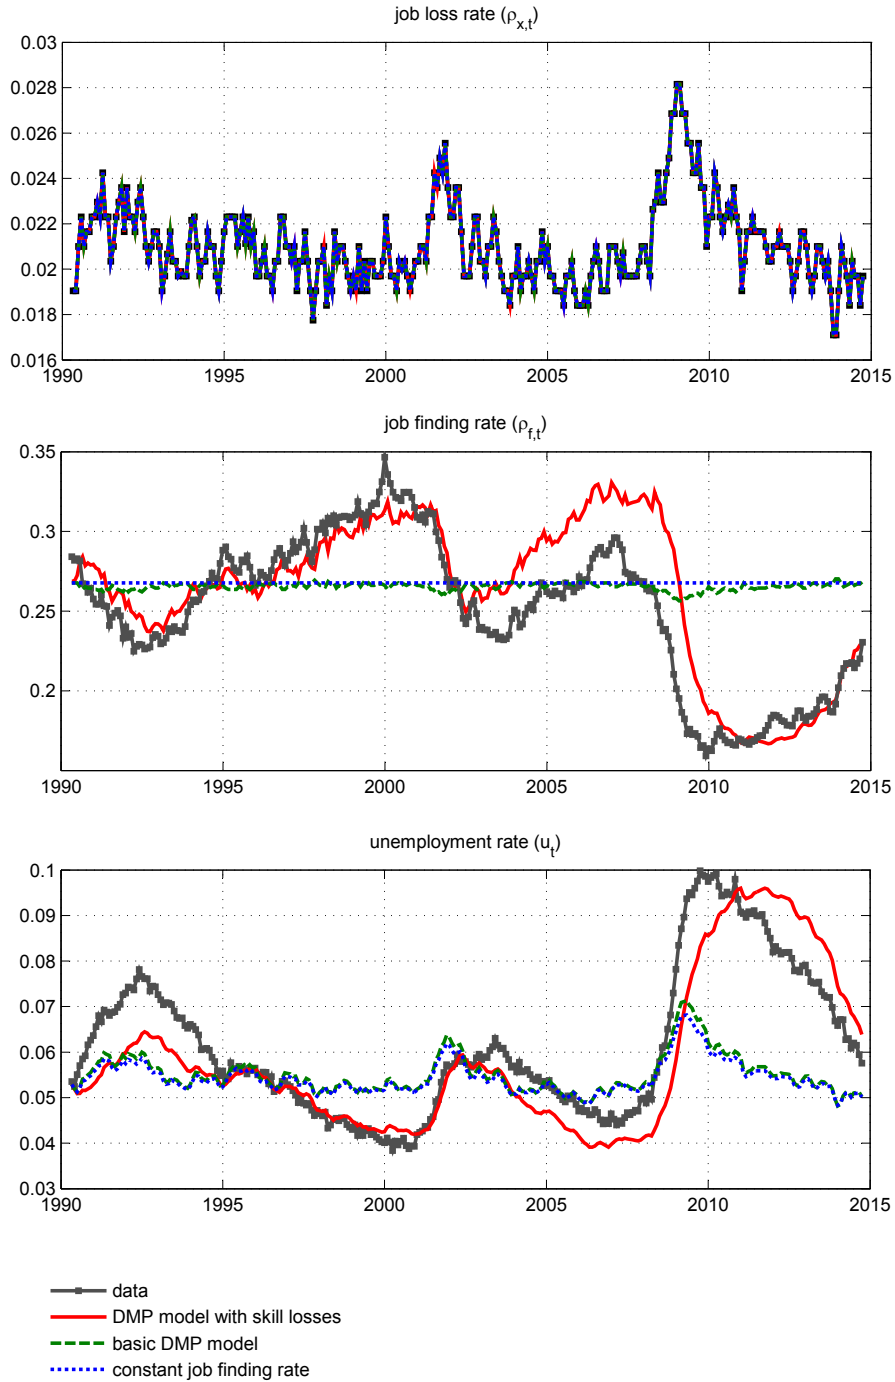 job loss rate (ρx,t)
0.03
0.028
0.026
0.024
0.022
0.02
0.018
0.016
1990 1995 2000 2005 2010 2015
job finding rate (ρf,t)
0.35
0.3
0.25
0.2
1990 1995 2000 2005 2010 2015
unemployment rate (ut)
0.1
0.09
0.08
0.07
0.06
0.05
0.04
0.03
1990 1995 2000 2005 2010 2015
data
DMP model with skill losses
basic DMP model
constant job finding rate